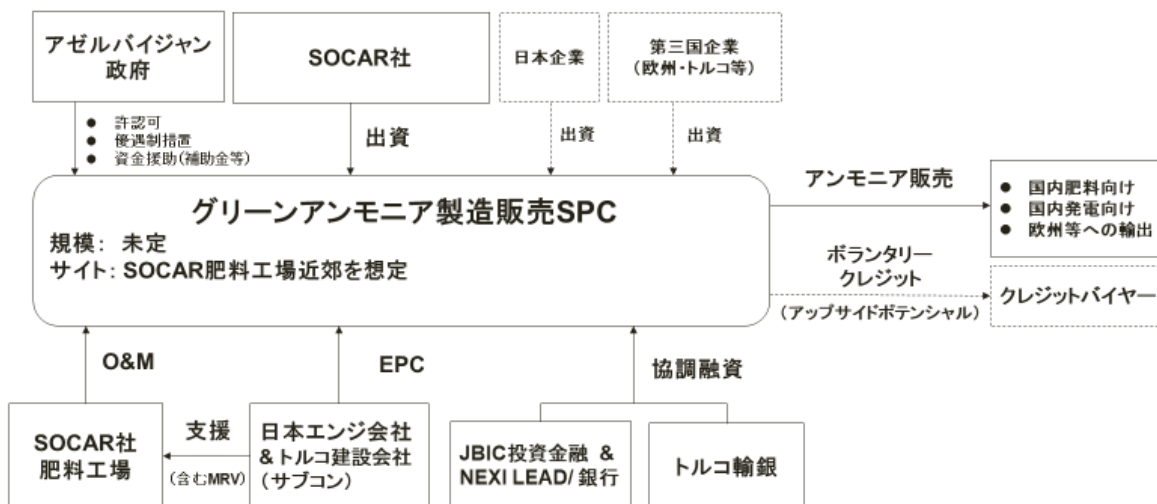 アゼルバイジャン
政府
SOCAR社
日本企業
第三国企業
(欧州・トルコ等)
● 許認可
● 優遇制措置
● 資金援助(補助金等)
出資
出資
出資
グリーンアンモニア製造販売SPC
規模： 未定
サイト： SOCAR肥料工場近郊を想定
アンモニア販売
● 国内肥料向け
● 国内発電向け
● 欧州等への輸出
ボランタリー
クレジット
(アップサイドポテンシャル)
クレジットバイヤー
O&M
EPC
協調融資
SOCAR社
肥料工場
支援
(含むMRV)
日本エンジ会社
＆トルコ建設会社
(サブコン)
JBIC投資金融 ＆
NEXI LEAD/ 銀行
トルコ輸銀